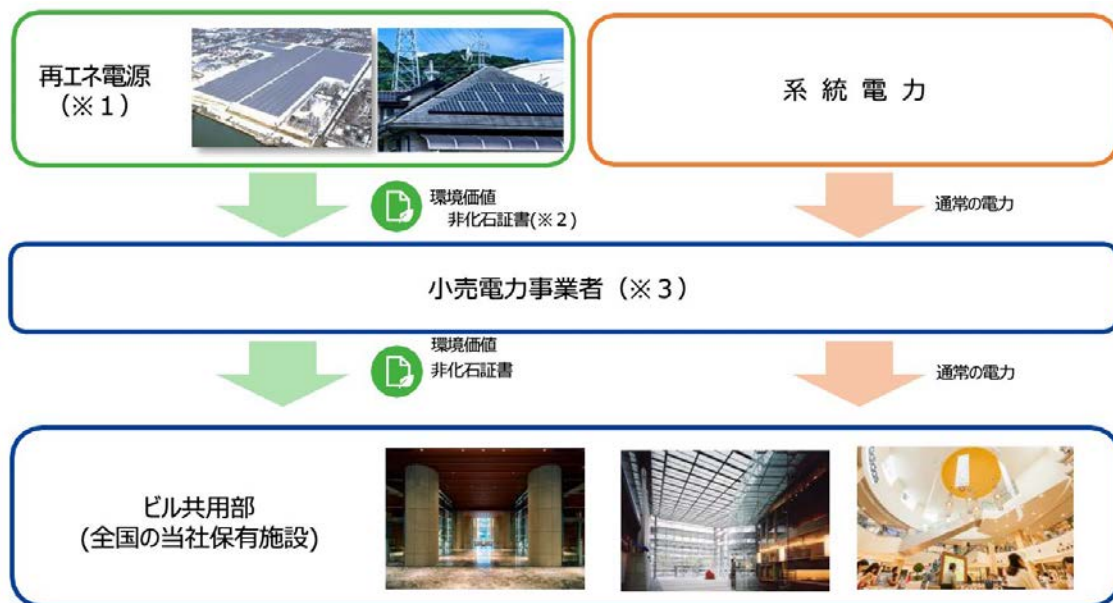 再エネ電源
(※1)
系 統 電 力
環境価値
非化石証書(※2)
通常の電力
小売電力事業者（※３）
環境価値
非化石証書
通常の電力
ビル共用部
(全国の当社保有施設)